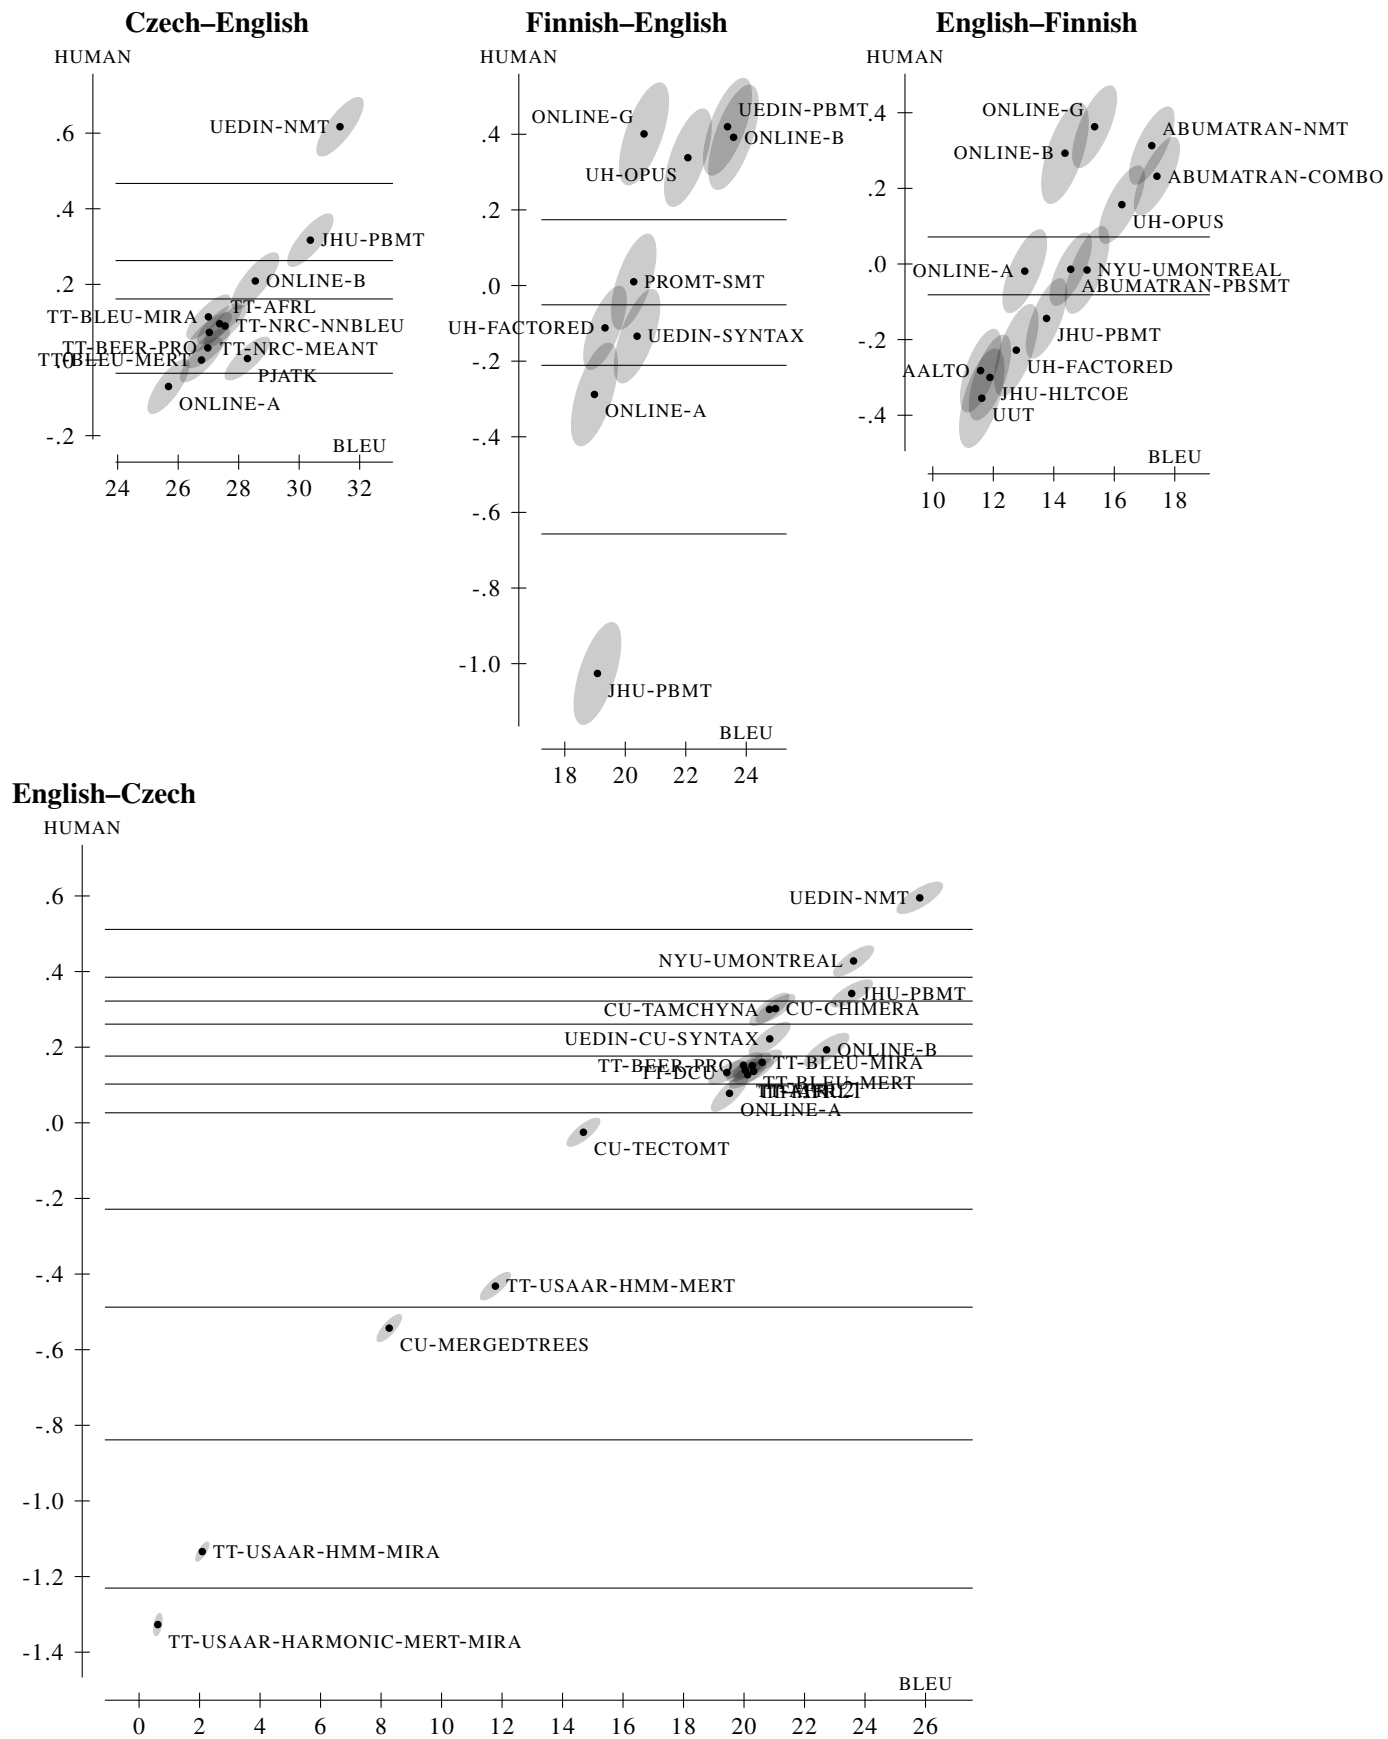 Czech–English
HUMAN
.6
.4
.2
.0
-.2
UEDIN-NMT
JHU-PBMT
ONLINE-B
TT-AFRL
TT-BLEU-MIRA
TT-NRC-NNBLEU
TT-BEER-PRO
TT-NRC-MEANT
TT-BLEU-MERT
PJATK
ONLINE-A
BLEU
24 26 28 30 32
Finnish–English
HUMAN
.4
.2
.0
-.2
-.4
-.6
-.8
-1.0
ONLINE-G
UEDIN-PBMT
ONLINE-B
UH-OPUS
PROMT-SMT
UH-FACTORED
UEDIN-SYNTAX
ONLINE-A
JHU-PBMT
BLEU
18 20 22 24
English–Finnish
HUMAN
.4
.2
.0
-.2
-.4
ONLINE-G
ABUMATRAN-NMT
ONLINE-B
ABUMATRAN-COMBO
UH-OPUS
ONLINE-A
NYU-UMONTREAL
ABUMATRAN-PBSMT
JHU-PBMT
UH-FACTORED
AALTO
JHU-HLTCOE
UUT
BLEU
10 12 14 16 18
English–Czech
HUMAN
.6
.4
.2
.0
-.2
-.4
-.6
-.8
-1.0
-1.2
-1.4
UEDIN-NMT
NYU-UMONTREAL
JHU-PBMT
CU-TAMCHYNA
CU-CHIMERA
UEDIN-CU-SYNTAX
ONLINE-B
TT-BLEU-MIRA
TT-BEER-PRO
TT-DCU
TT-BLEU-MERT
ONLINE-A
CU-TECTOMT
TT-USAAR-HMM-MERT
CU-MERGEDTREES
TT-USAAR-HMM-MIRA
TT-USAAR-HARMONIC-MERT-MIRA
BLEU
0 2 4 6 8 10 12 14 16 18 20 22 24 26